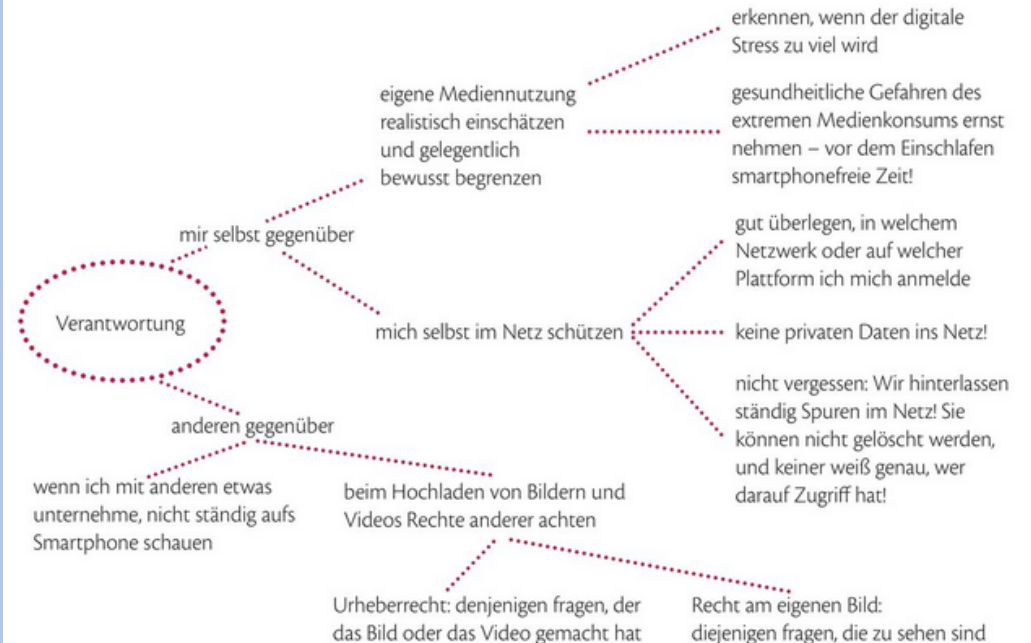 erkennen, wenn der digitale
Stress zu viel wird
eigene Mediennutzung
realistisch einschätzen
und gelegentlich
bewusst begrenzen
gesundheitliche Gefahren des
extremen Medienkonsums ernst
nehmen – vor dem Einschlafen
smartphonefreie Zeit!
mir selbst gegenüber
gut überlegen, in welchem
Netzwerk oder auf welcher
Plattform ich mich anmelde
Verantwortung
mich selbst im Netz schützen
keine privaten Daten ins Netz!
nicht vergessen: Wir hinterlassen
ständig Spuren im Netz! Sie
können nicht gelöscht werden,
und keiner weiß genau, wer
darauf Zugriff hat!
anderen gegenüber
wenn ich mit anderen etwas
unternehme, nicht ständig aufs
Smartphone schauen
beim Hochladen von Bildern und
Videos Rechte anderer achten
Urheberrecht: denjenigen fragen, der
das Bild oder das Video gemacht hat
Recht am eigenen Bild:
diejenigen fragen, die zu sehen sind